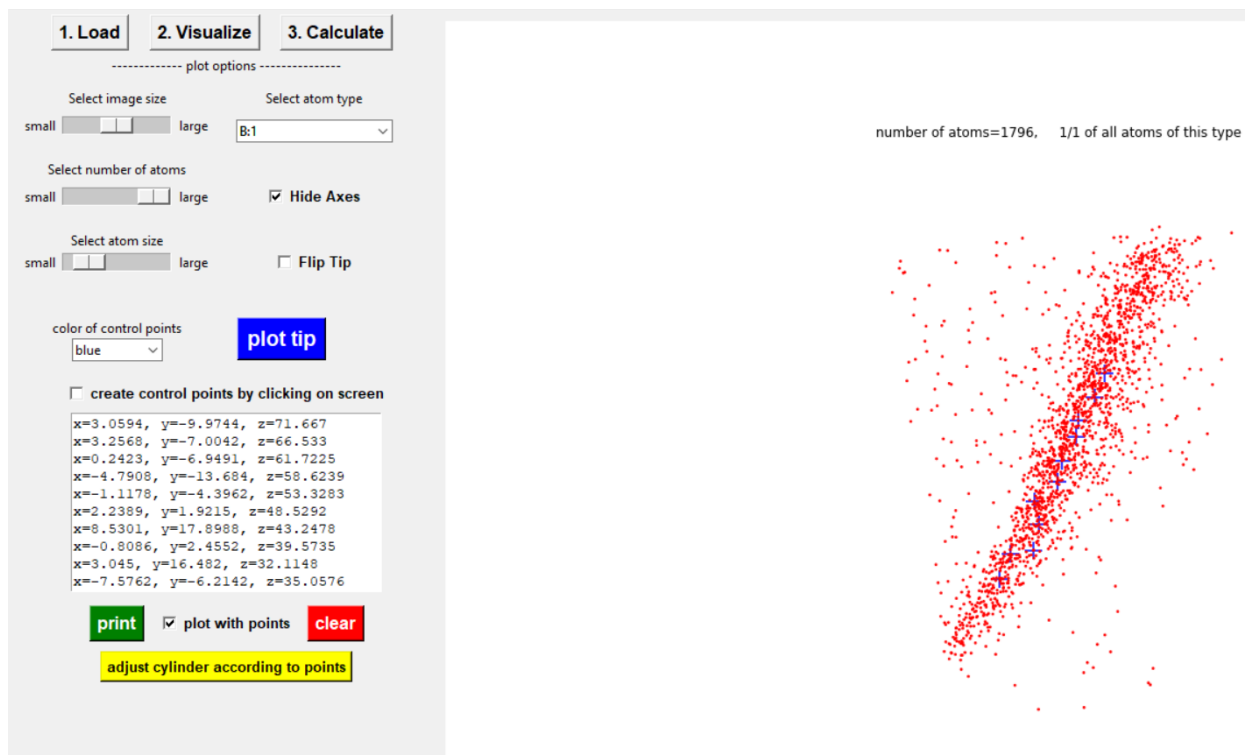 1. Load 2. Visualize 3. Calculate
------------- plot options ---------------
Select image size Select atom type
small large B:1
number of atoms=1796, 1/1 of all atoms of this type
Select number of atoms
small large Hide Axes
Select atom size
small large Flip Tip
color of control points
blue plot tip
create control points by clicking on screen
x=3.0594, y=-9.9744, z=71.667
x=3.2568, y=-7.0042, z=66.533
x=0.2423, y=-6.9491, z=61.7225
x=-4.7908, y=-13.684, z=58.6239
x=-1.1178, y=-4.3962, z=53.3283
x=2.2389, y=1.9215, z=48.5292
x=8.5301, y=17.8988, z=43.2478
x=-0.8086, y=2.4552, z=39.5735
x=3.045, y=16.482, z=32.1148
x=-7.5762, y=-6.2142, z=35.0576
print plot with points clear
adjust cylinder according to points